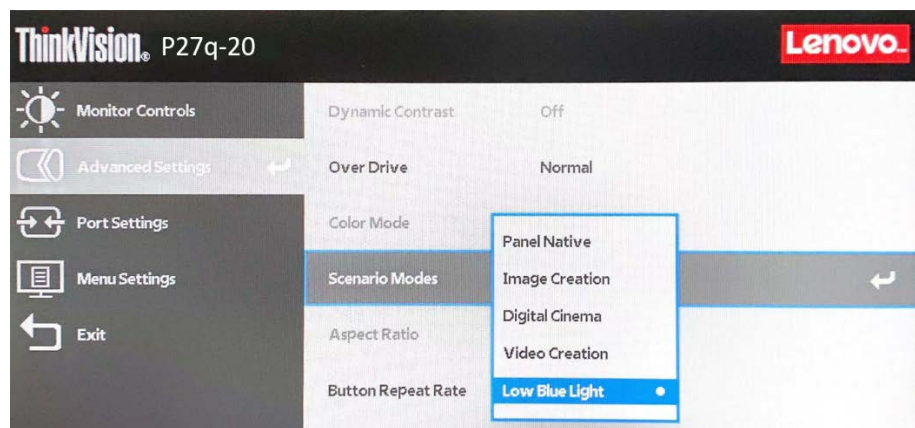 ThinkVision® P27q-20
Lenovo™
Monitor Controls
Advanced Settings
Port Settings
Menu Settings
Exit
Dynamic Contrast Off
Over Drive Normal
Color Mode
Scenario Modes
Aspect Ratio
Button Repeat Rate
Panel Native
Image Creation
Digital Cinema
Video Creation
Low Blue Light